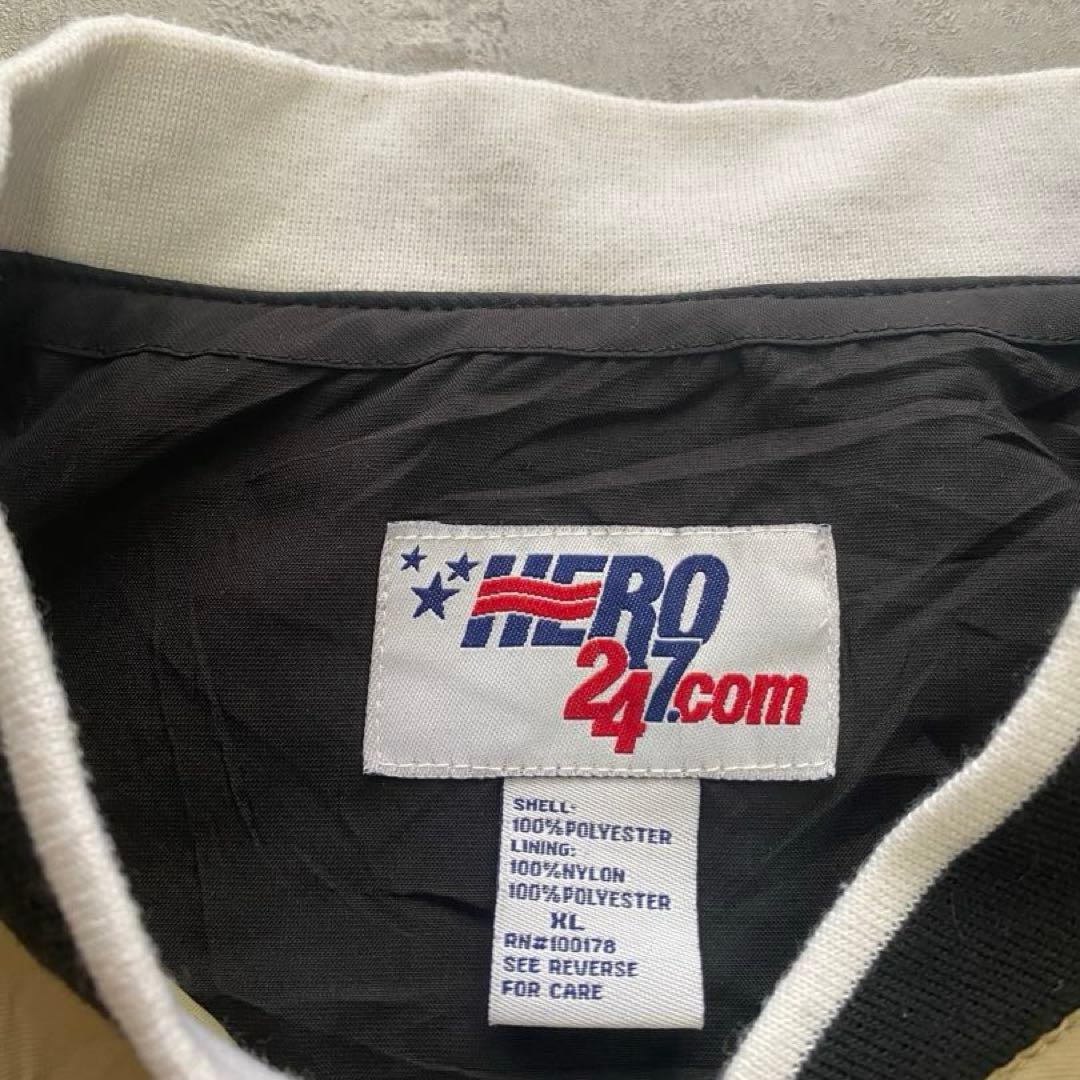 HERO
247.com
SHELL:
100%POLYESTER
LINING:
100%NYLON
100%POLYESTER
XL
RN#100178
SEE REVERSE
FOR CARE